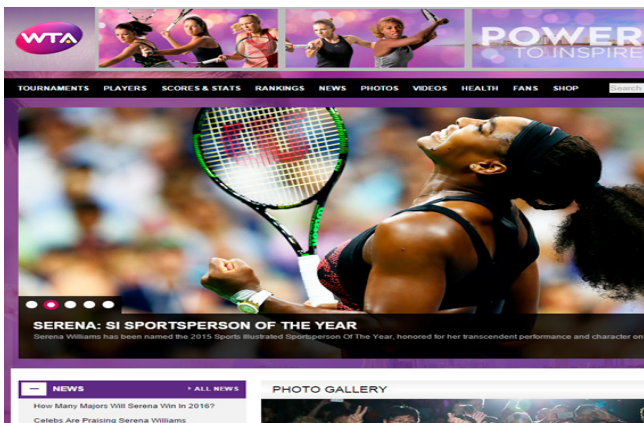 WTA
POWER
TO INSPIRE
TOURNAMENTS PLAYERS SCORES & STATS RANKINGS NEWS PHOTOS VIDEOS HEALTH FANS SHOP Search
SERENA: SI SPORTSPERSON OF THE YEAR
Serena Williams has been named the 2015 Sports Illustrated Sportsperson Of The Year, honored for her transcendent performance and character on
NEWS ALL NEWS PHOTO GALLERY
How Many Majors Will Serena Win In 2016?
Celebs Are Praising Serena Williams